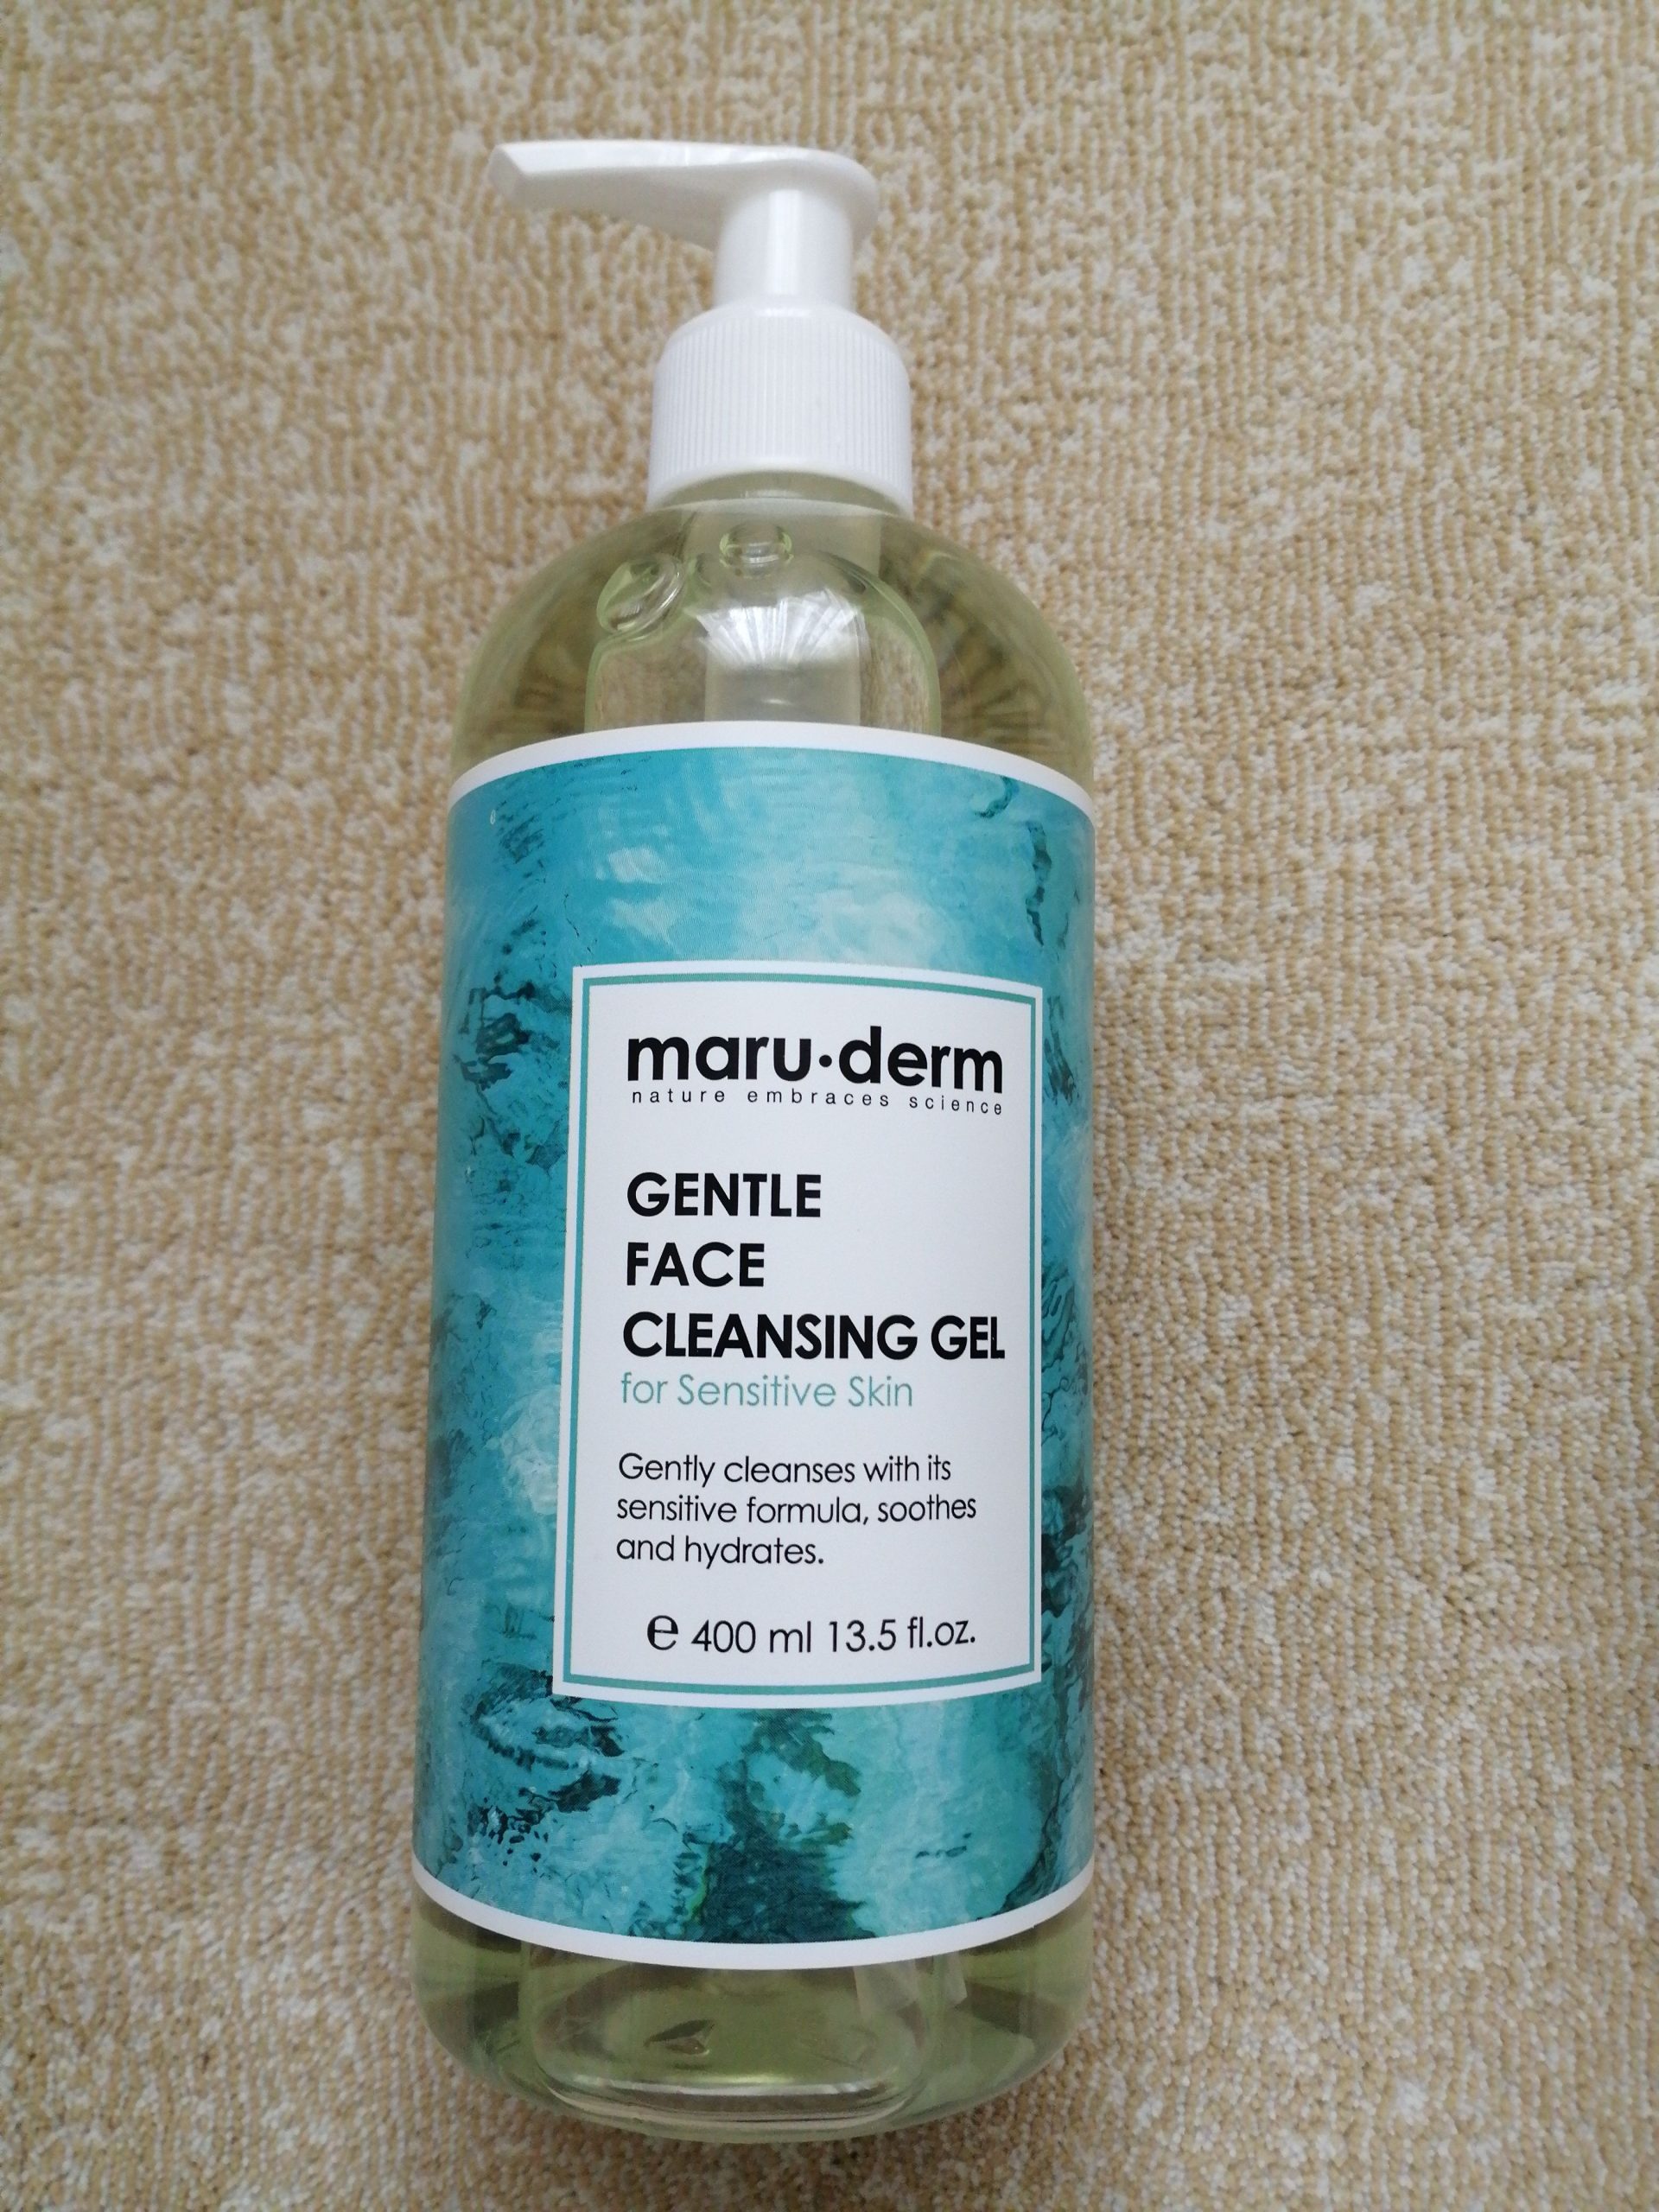 maru•derm
nature embraces science
GENTLE
FACE
CLEANSING GEL
for Sensitive Skin
Gently cleanses with its
sensitive formula, soothes
and hydrates.
℮ 400 ml 13.5 fl.oz.